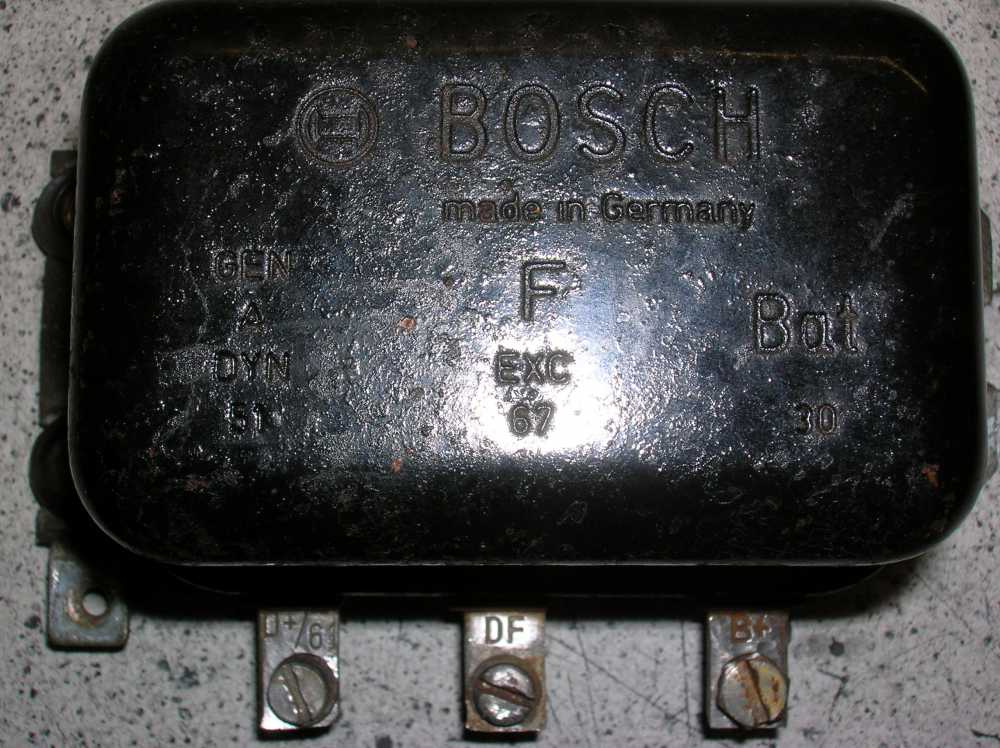 BOSCH
made in Germany
GEN F Bat
A
DYN EXC
51 67 30
D+/61 DF B+